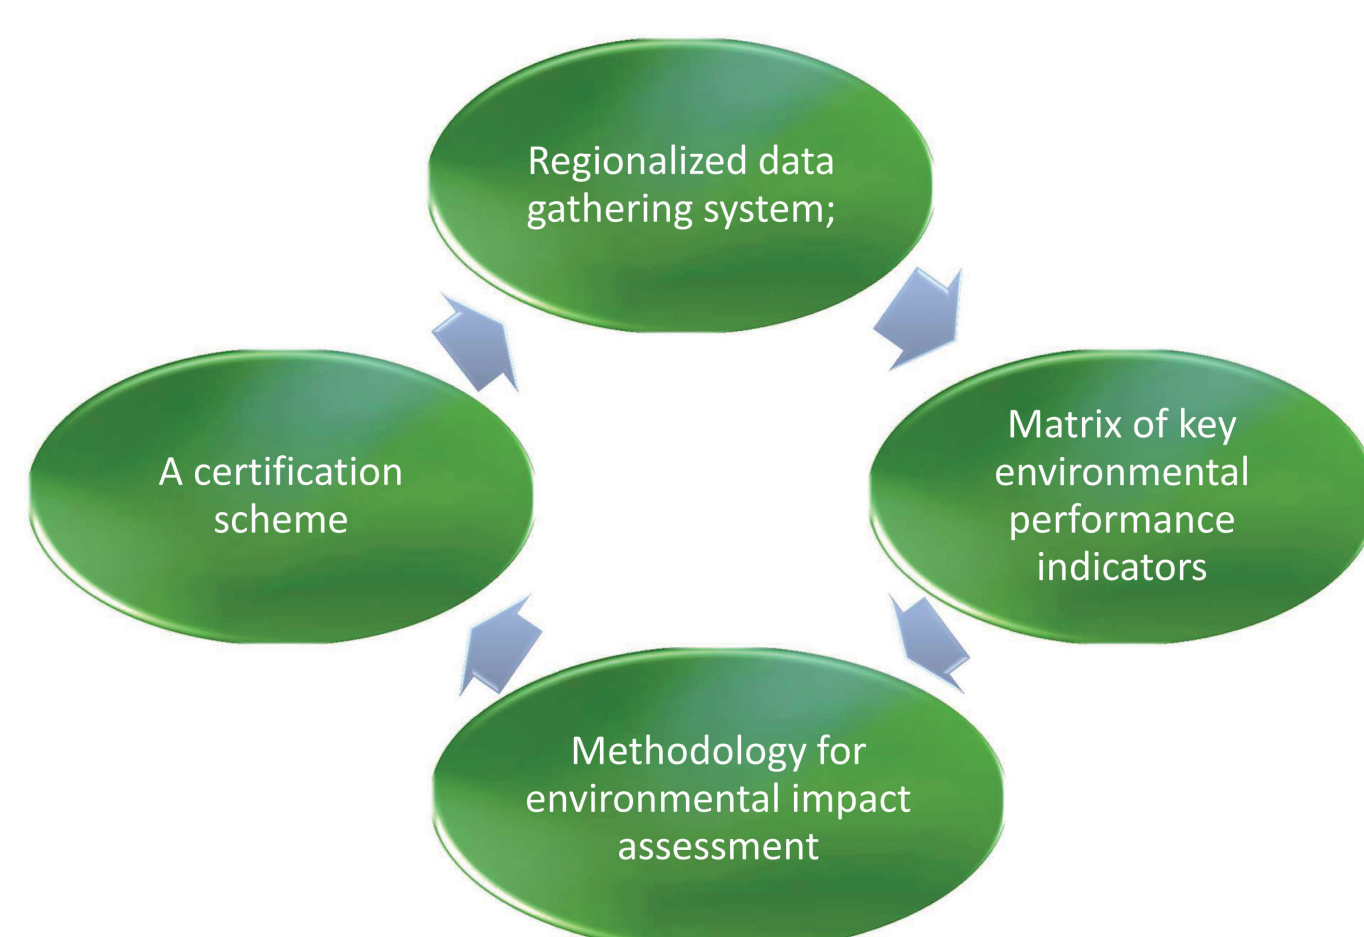 Regionalized data
gathering system;
Matrix of key
environmental
performance
indicators
Methodology for
environmental impact
assessment
A certification
scheme